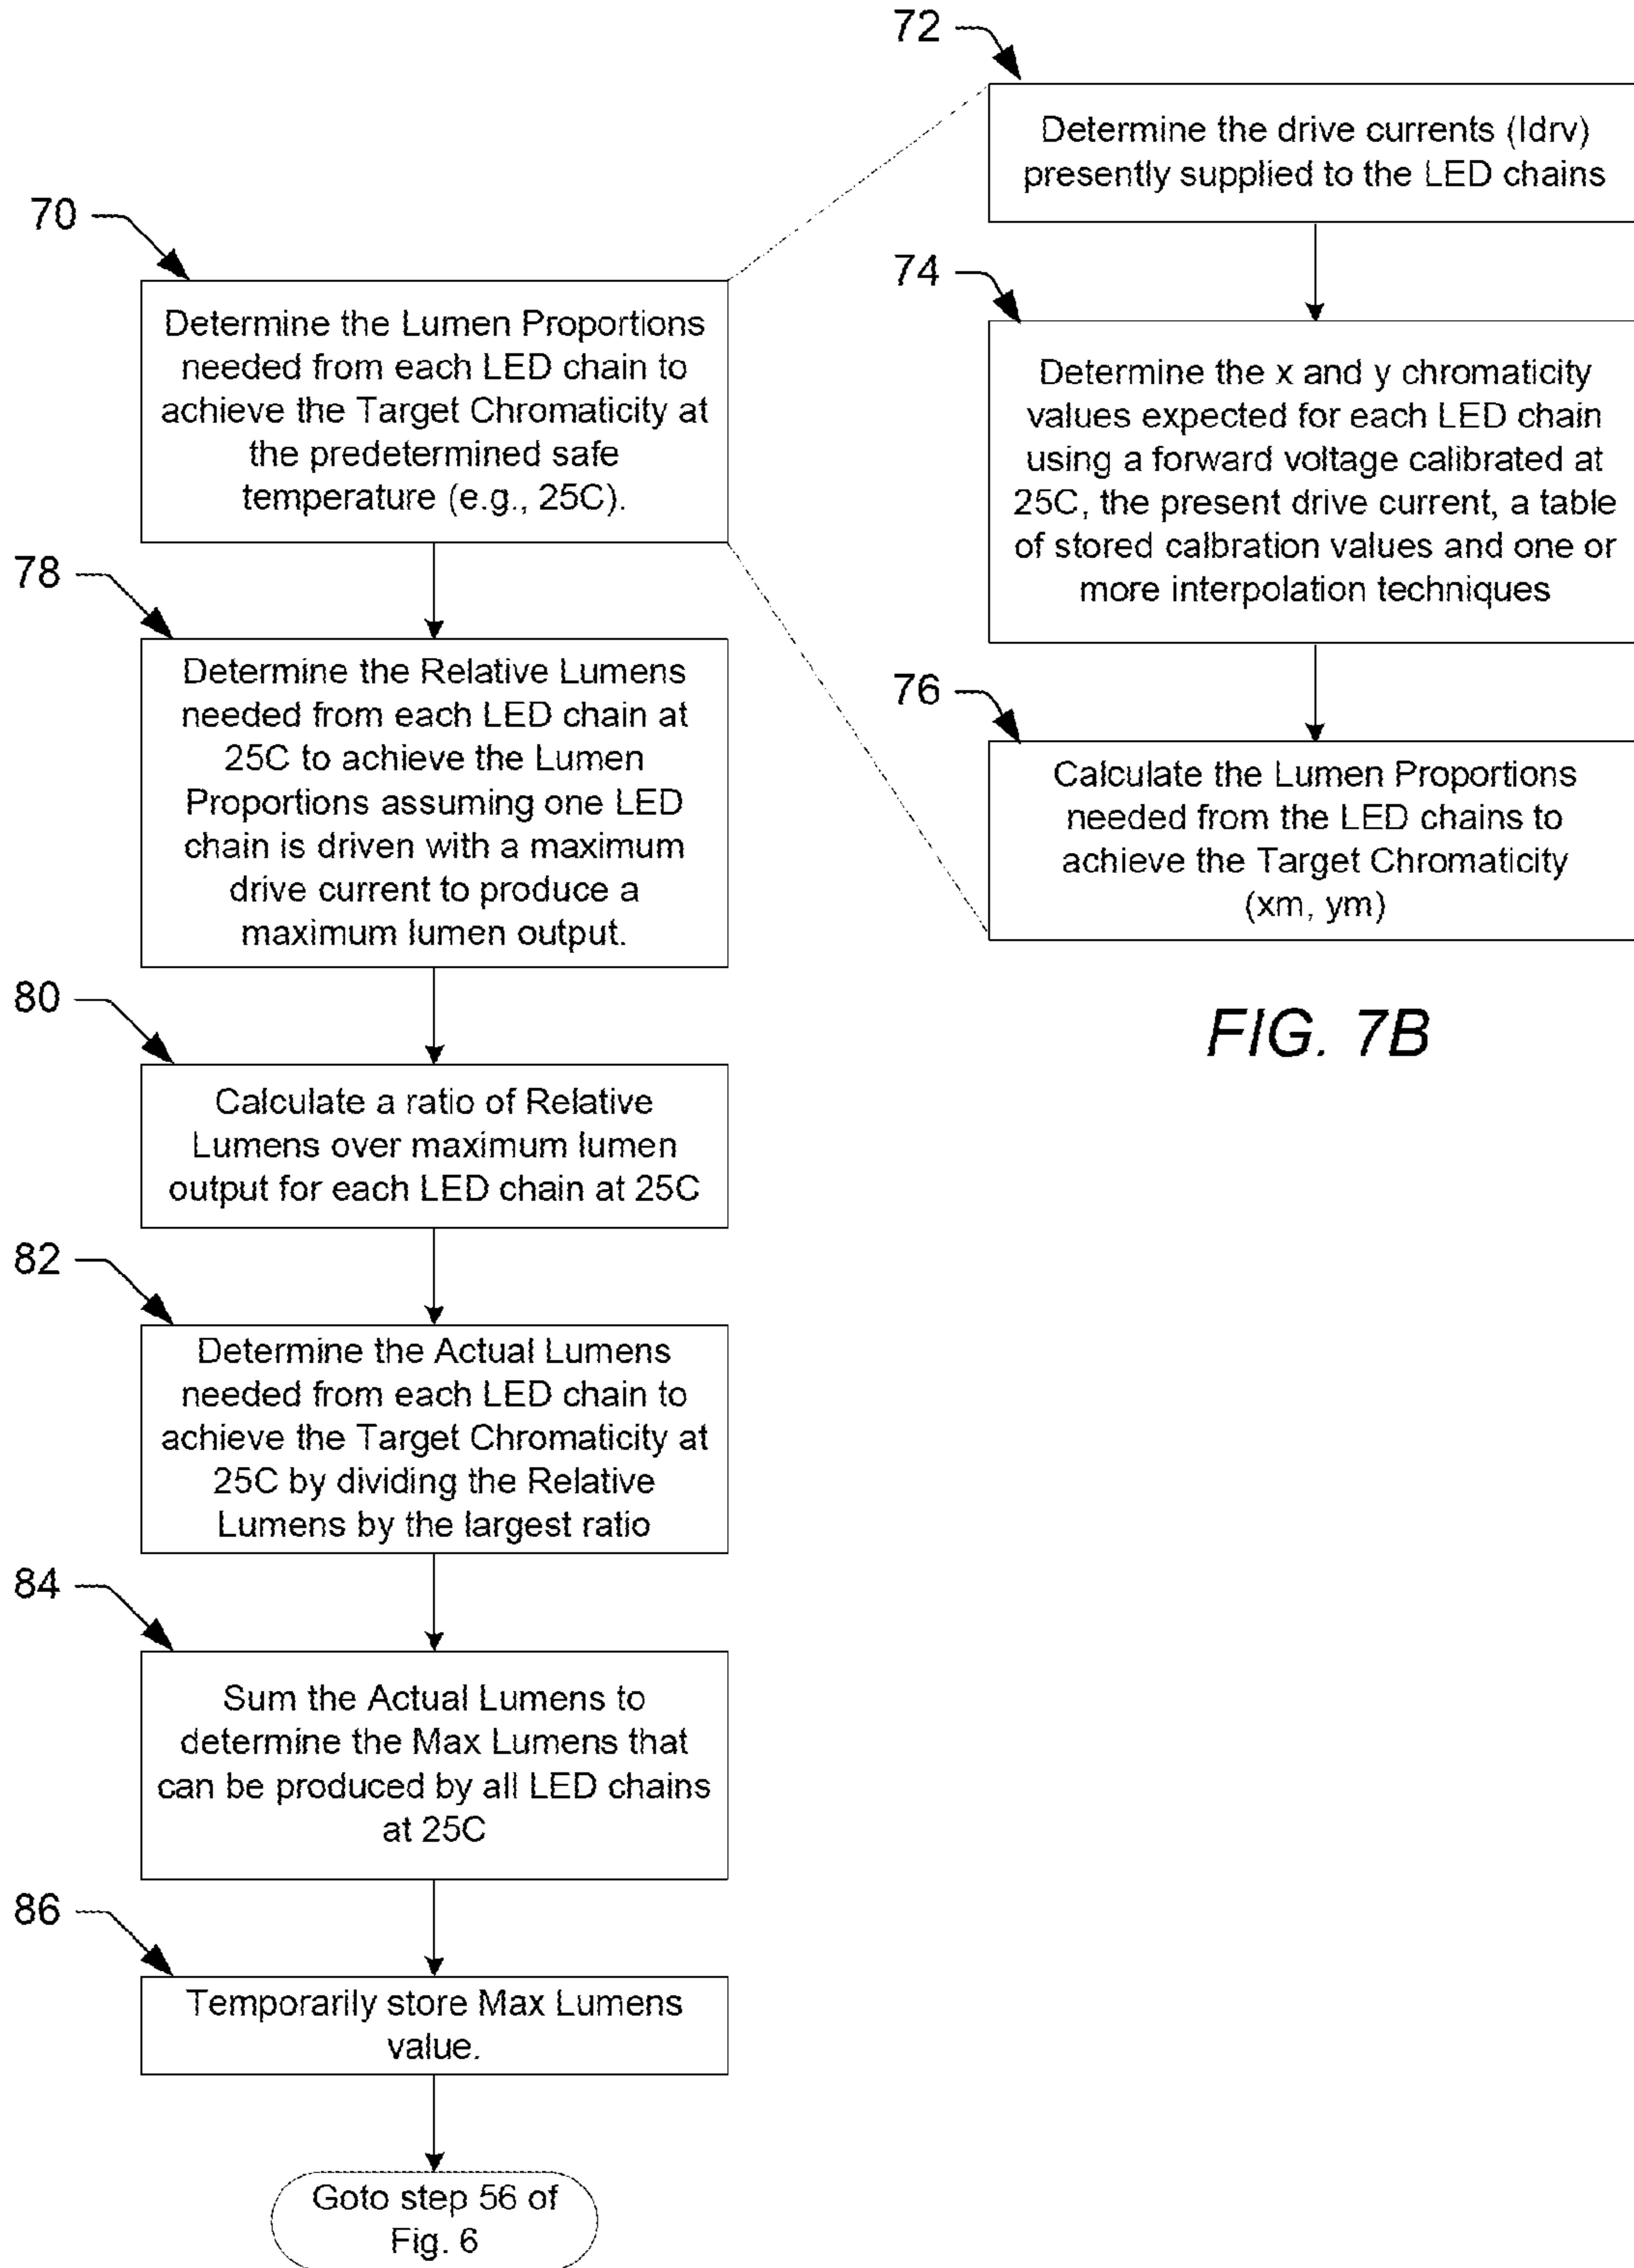 70
Determine the Lumen Proportions
needed from each LED chain to
achieve the Target Chromaticity at
the predetermined safe
temperature (e.g., 25C).
78
Determine the Relative Lumens
needed from each LED chain at
25C to achieve the Lumen
Proportions assuming one LED
chain is driven with a maximum
drive current to produce a
maximum lumen output.
80
Calculate a ratio of Relative
Lumens over maximum lumen
output for each LED chain at 25C
82
Determine the Actual Lumens
needed from each LED chain to
achieve the Target Chromaticity at
25C by dividing the Relative
Lumens by the largest ratio
84
Sum the Actual Lumens to
determine the Max Lumens that
can be produced by all LED chains
at 25C
86
Temporarily store Max Lumens
value.
Goto step 56 of
Fig. 6
72
Determine the drive currents (Idrv)
presently supplied to the LED chains
74
Determine the x and y chromaticity
values expected for each LED chain
using a forward voltage calibrated at
25C, the present drive current, a table
of stored calbration values and one or
more interpolation techniques
76
Calculate the Lumen Proportions
needed from the LED chains to
achieve the Target Chromaticity
(xm, ym)
FIG. 7B